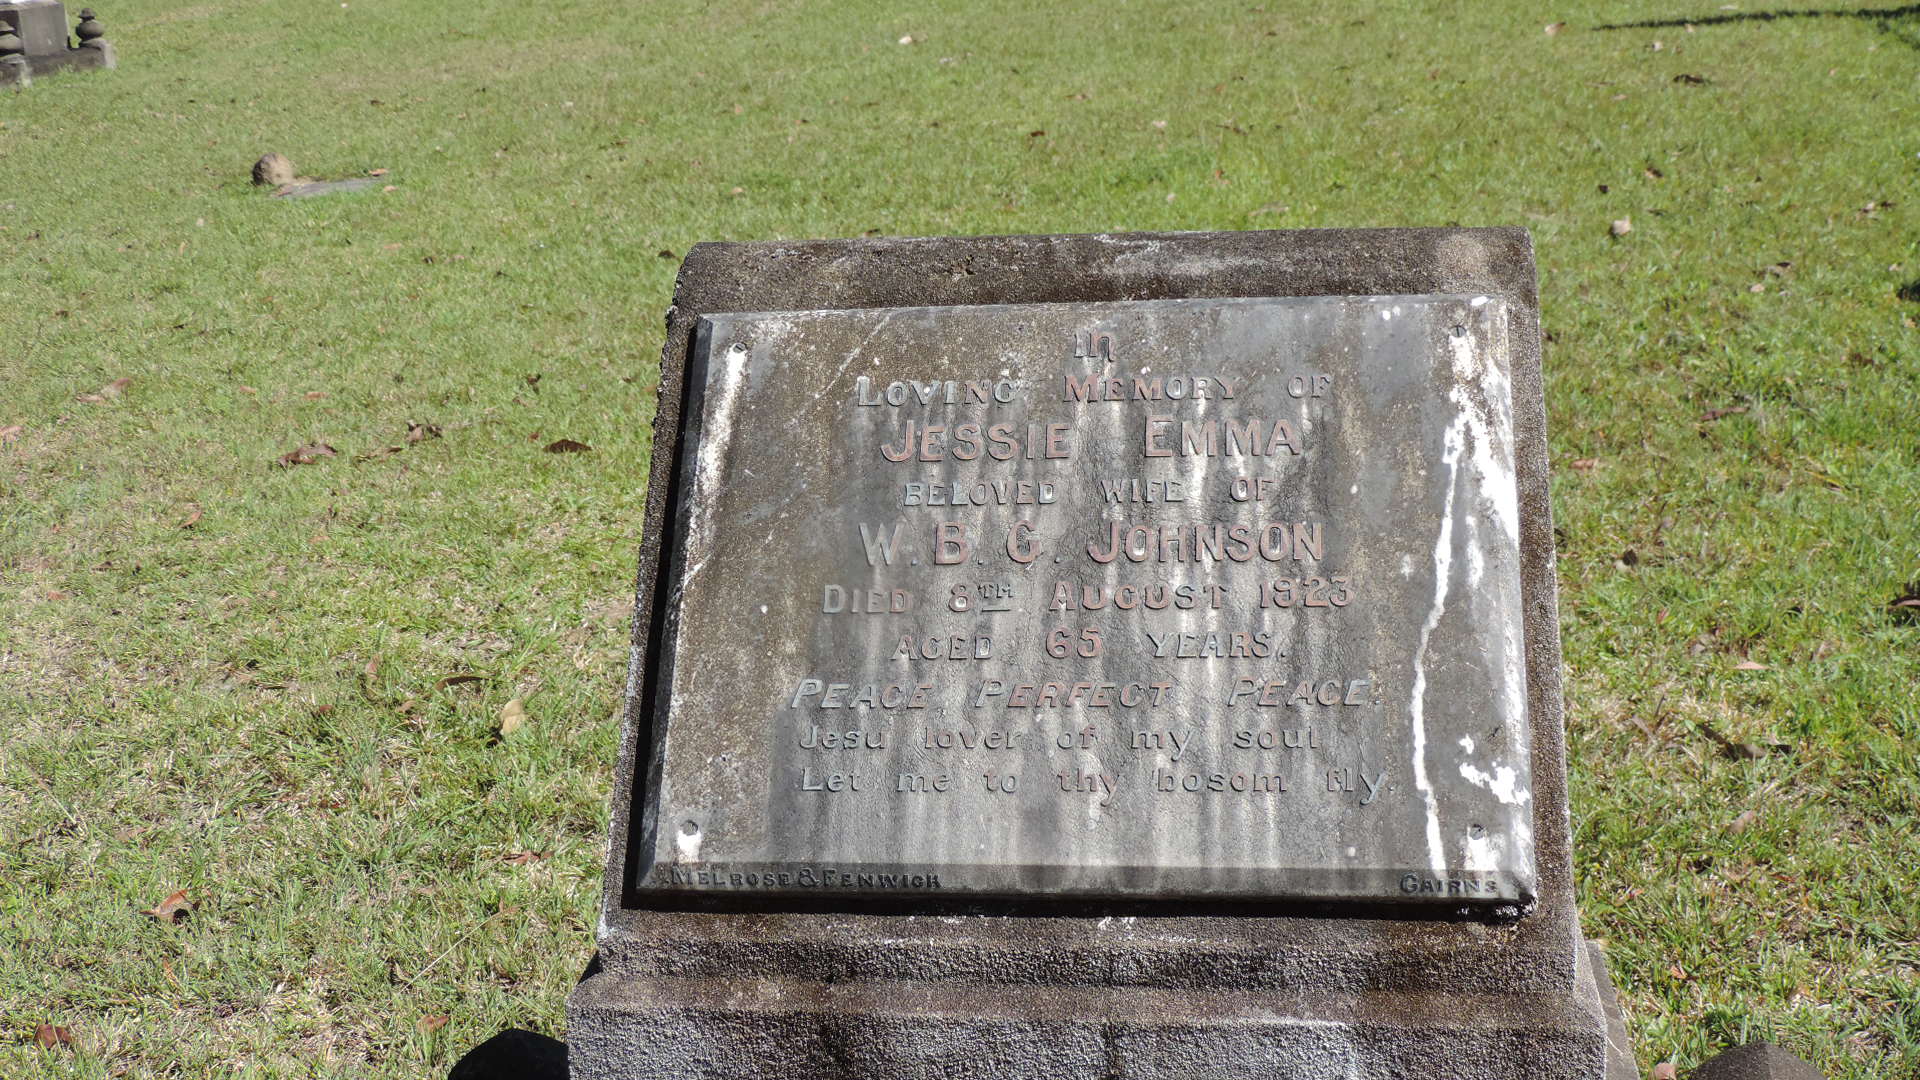 In
LOVING MEMORY OF
JESSIE EMMA
BELOVED WIFE OF
W. B. G. JOHNSON
DIED 8TH AUGUST 1923
AGED 65 YEARS.
PEACE, PERFECT PEACE.
Jesu lover of my soul
Let me to thy bosom fly.
MELROSE & FENWICK CAIRNS